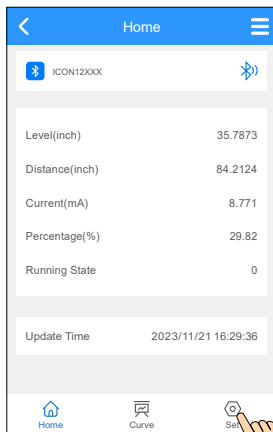 Home
ICON12XXX
Level(inch) 35.7873
Distance(inch) 84.2124
Current(mA) 8.771
Percentage(%) 29.82
Running State 0
Update Time 2023/11/21 16:29:36
Home Curve Set